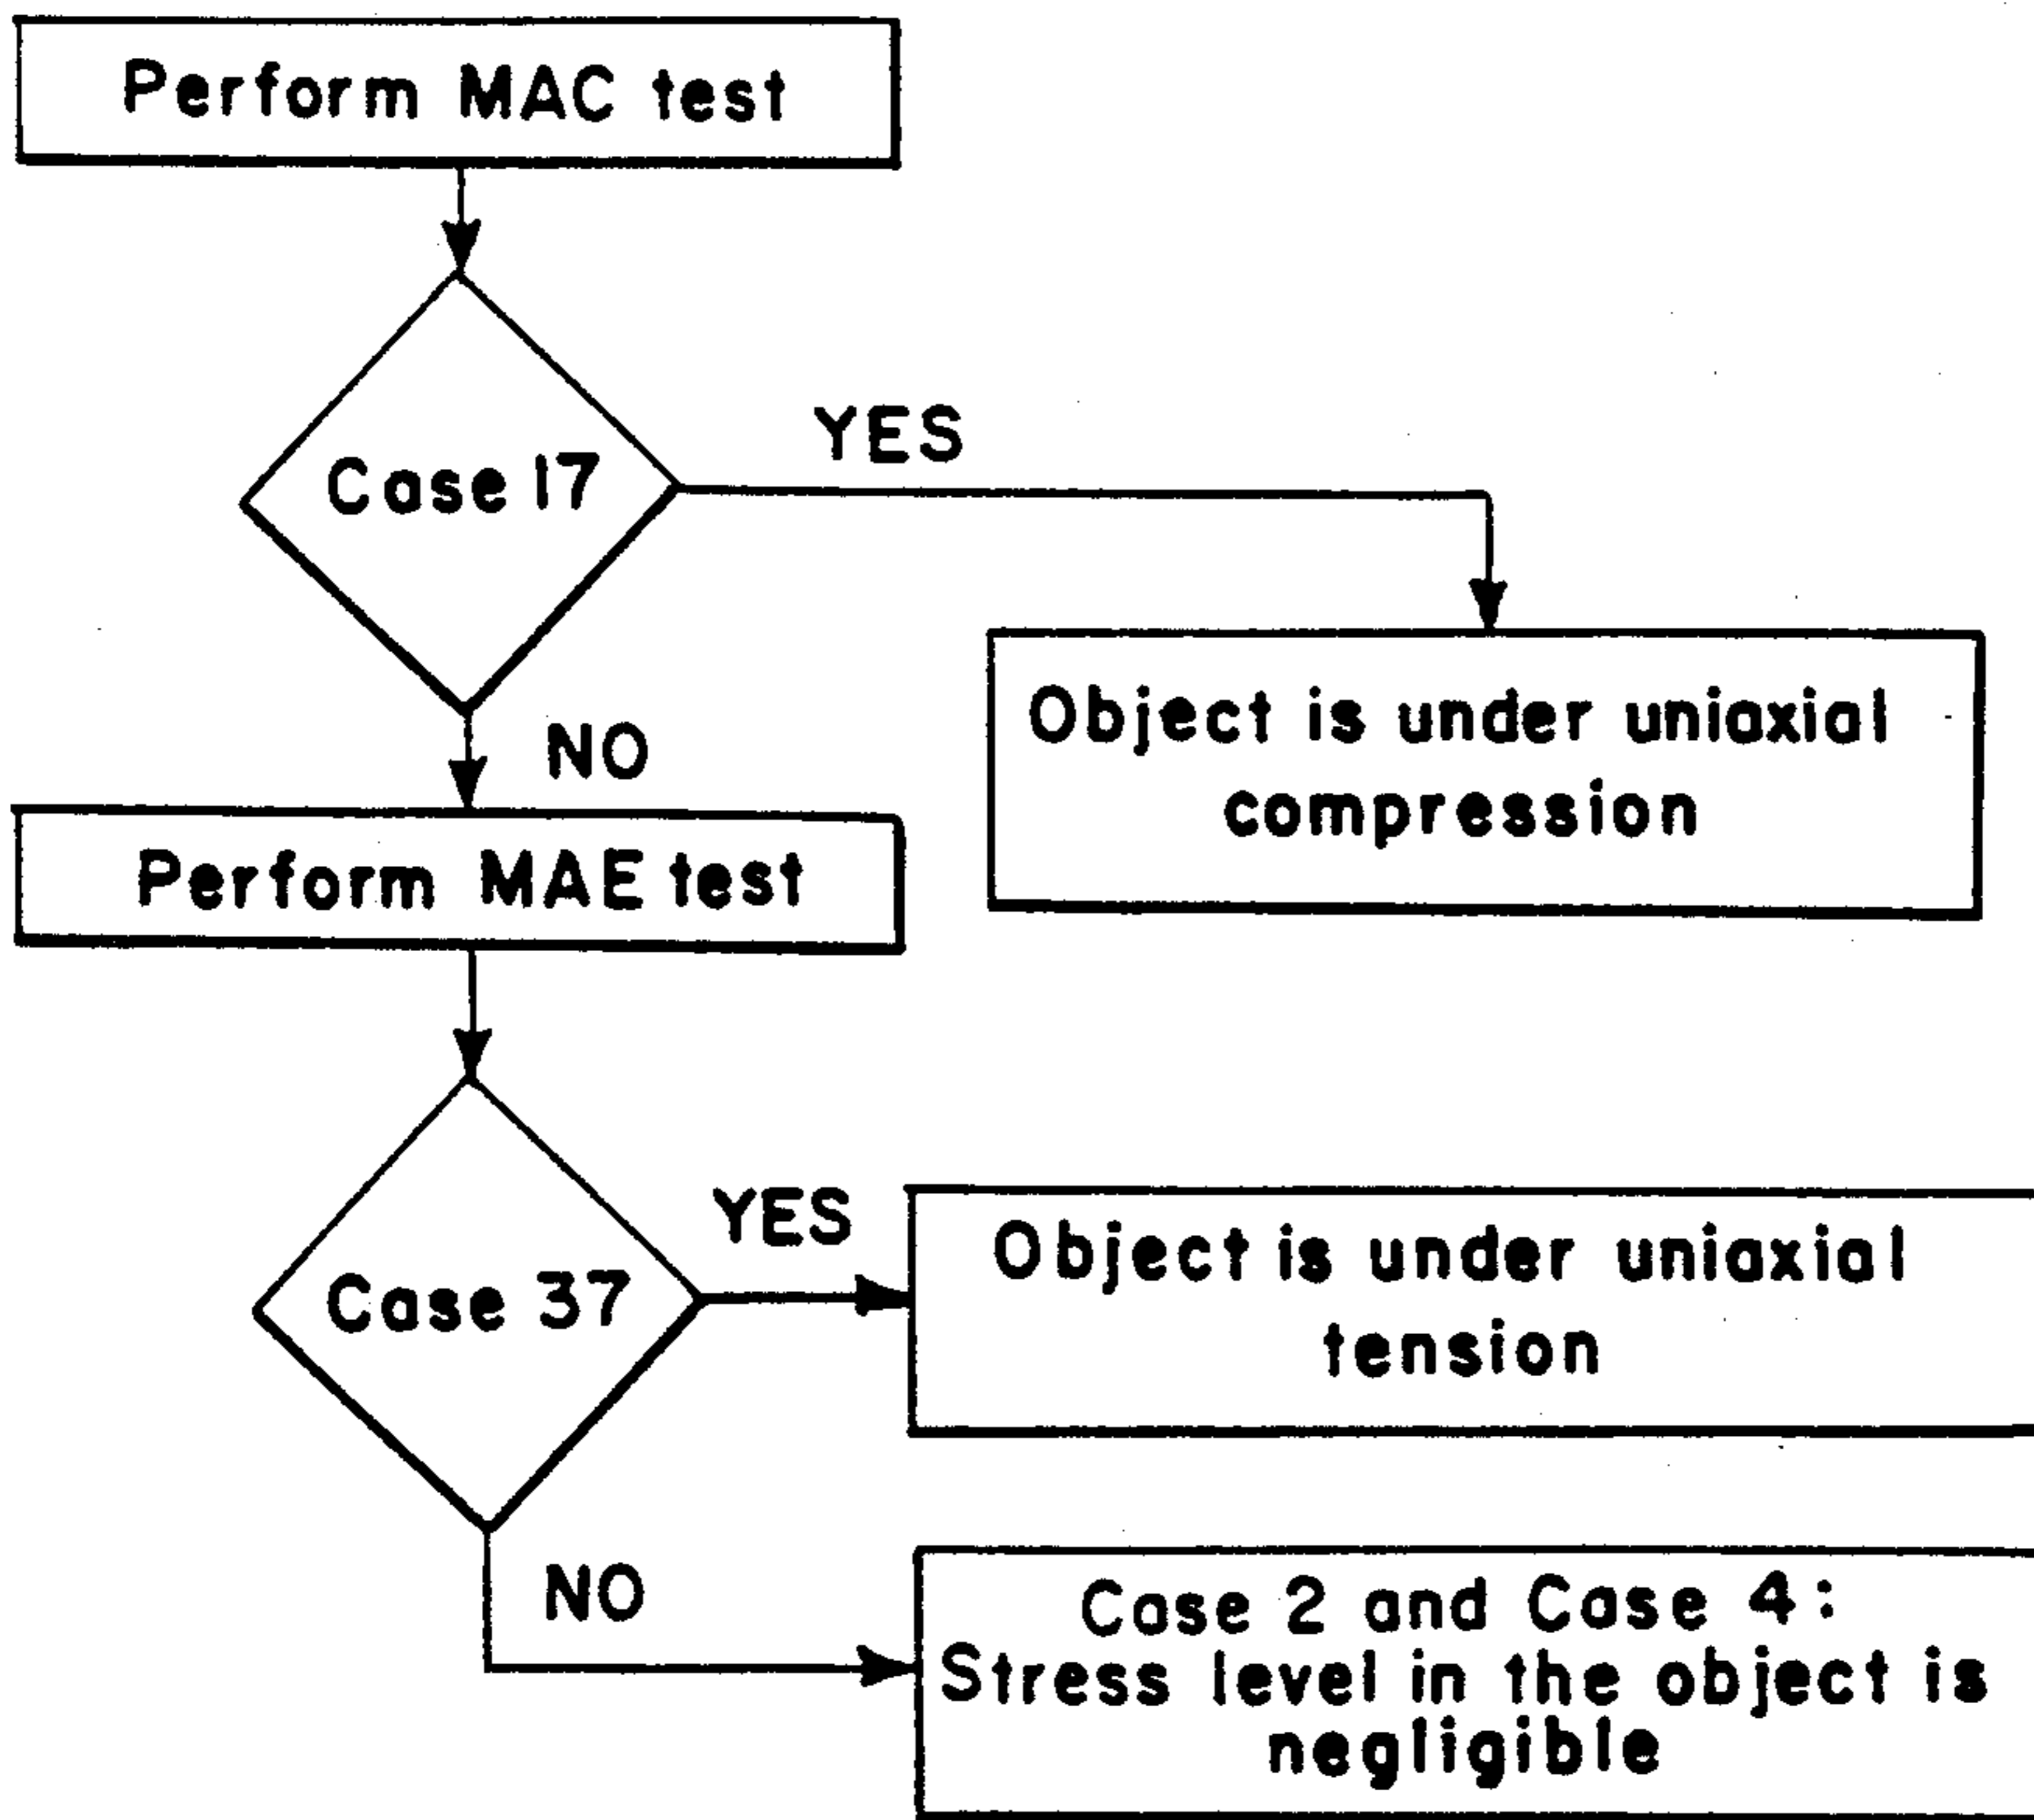 Perform MAC test
Case 17
YES
Object is under uniaxial
compression
NO
Perform MAE test
Case 37
YES
Object is under uniaxial
tension
NO
Case 2 and Case 4:
Stress level in the object is
negligible